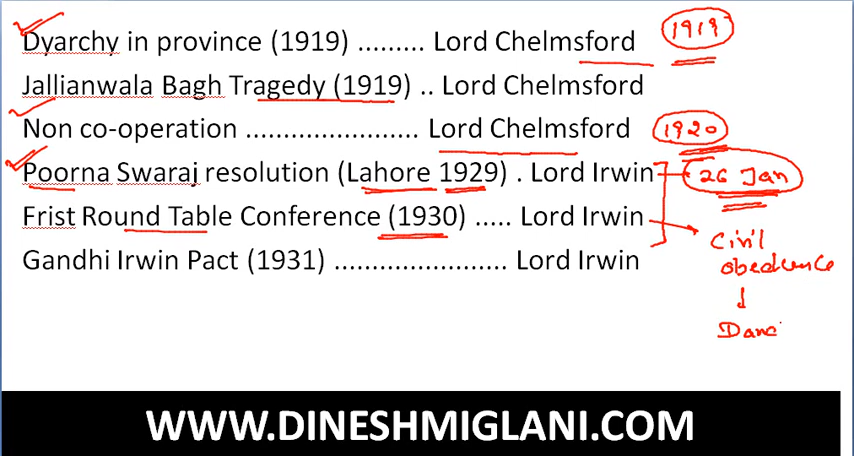 Dyarchy in province (1919) ......... Lord Chelmsford 1919
Jallianwala Bagh Tragedy (1919) .. Lord Chelmsford
Non co-operation ........................ Lord Chelmsford 1920
Poorna Swaraj resolution (Lahore 1929) . Lord Irwin 26 Jan
Frist Round Table Conference (1930) ..... Lord Irwin
Civil
Gandhi Irwin Pact (1931) ........................ Lord Irwin
obedience
WWW.DINESHMIGLANI.COM